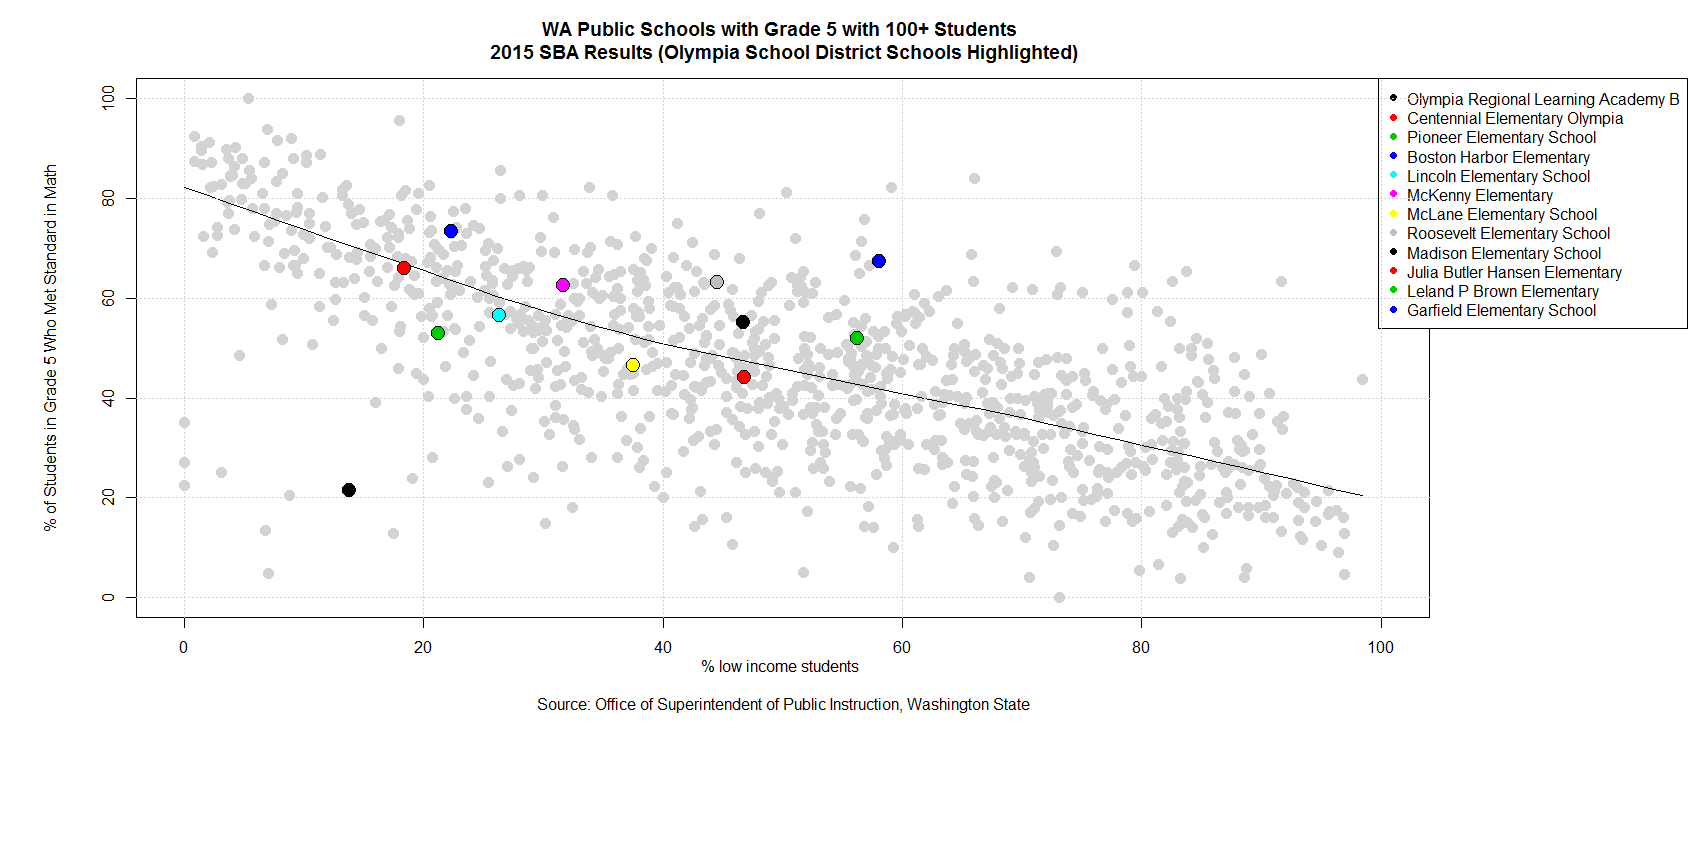 WA Public Schools with Grade 5 with 100+ Students
2015 SBA Results (Olympia School District Schools Highlighted)
% of Students in Grade 5 Who Met Standard in Math
100
80
60
40
20
0
0 20 40 60 80 100
% low income students
Source: Office of Superintendent of Public Instruction, Washington State
Olympia Regional Learning Academy B
Centennial Elementary Olympia
Pioneer Elementary School
Boston Harbor Elementary
Lincoln Elementary School
McKenny Elementary
McLane Elementary School
Roosevelt Elementary School
Madison Elementary School
Julia Butler Hansen Elementary
Leland P Brown Elementary
Garfield Elementary School